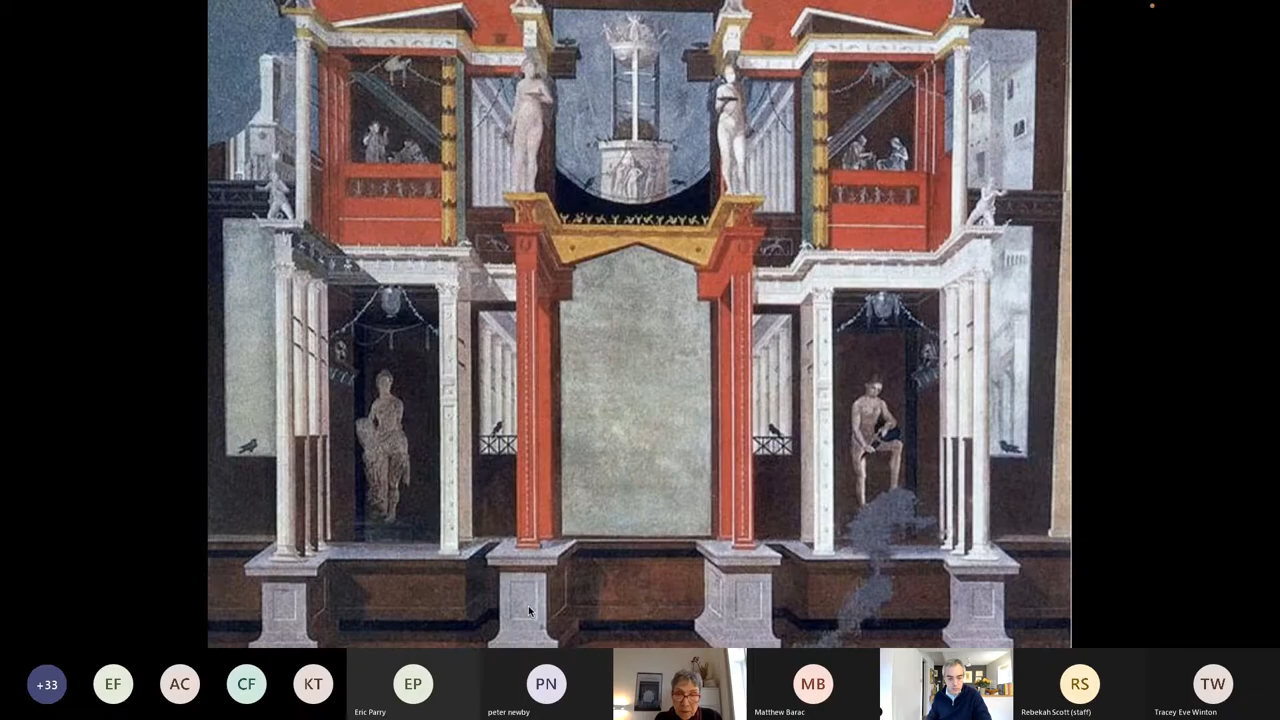 +33
EF
AC
CF
KT
EP
Eric Parry
PN
peter newby
MB
Matthew Barac
RS
Rebekah Scott (staff)
TW
Tracey Eve Winton